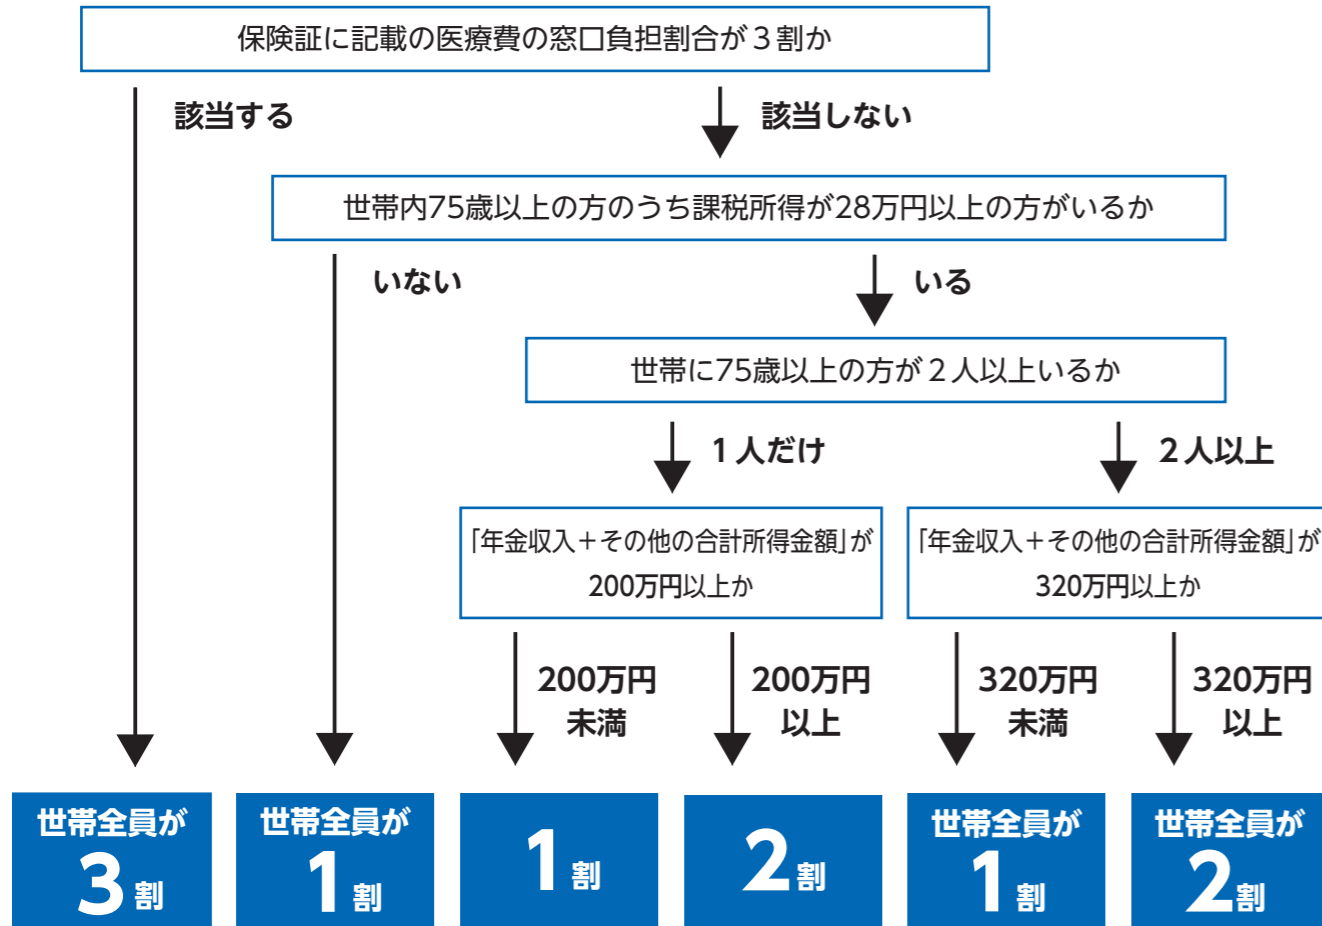 保険証に記載の医療費の窓口負担割合が３割か
該当する
該当しない
世帯内75歳以上の方のうち課税所得が28万円以上の方がいるか
いない
いる
世帯に75歳以上の方が２人以上いるか
１人だけ
２人以上
｢年金収入＋その他の合計所得金額｣が
200万円以上か
｢年金収入＋その他の合計所得金額｣が
320万円以上か
200万円
未満
200万円
以上
320万円
未満
320万円
以上
世帯全員が
3割
世帯全員が
1割
1割
2割
世帯全員が
1割
世帯全員が
2割